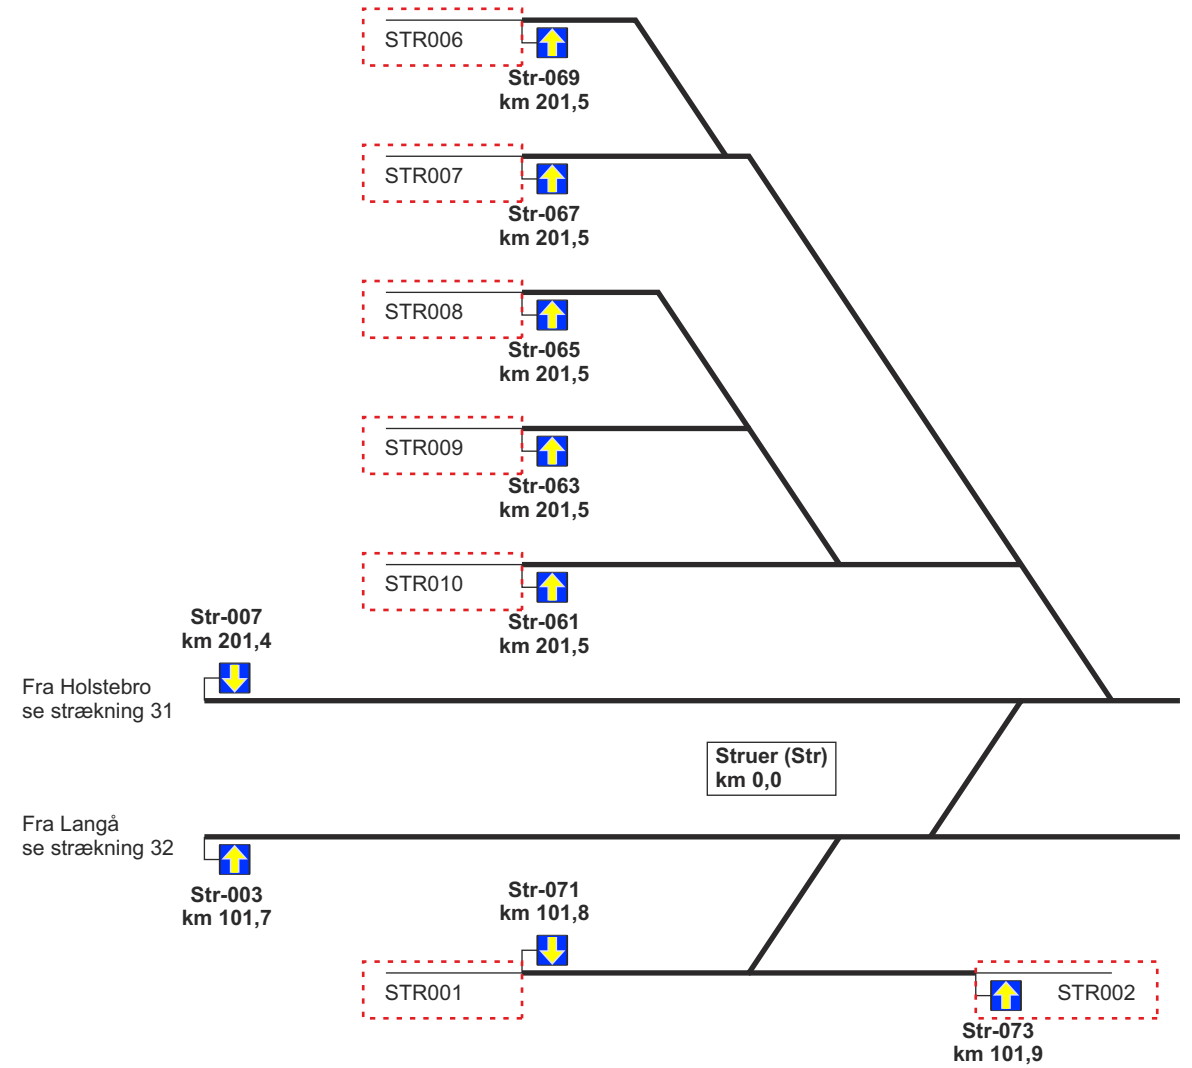 STR006
Str-069
km 201,5
STR007
Str-067
km 201,5
STR008
Str-065
km 201,5
STR009
Str-063
km 201,5
STR010
Str-061
km 201,5
Str-007
km 201,4
Fra Holstebro
se strækning 31
Struer (Str)
km 0,0
Fra Langå
se strækning 32
Str-003
km 101,7
Str-071
km 101,8
STR001
STR002
Str-073
km 101,9